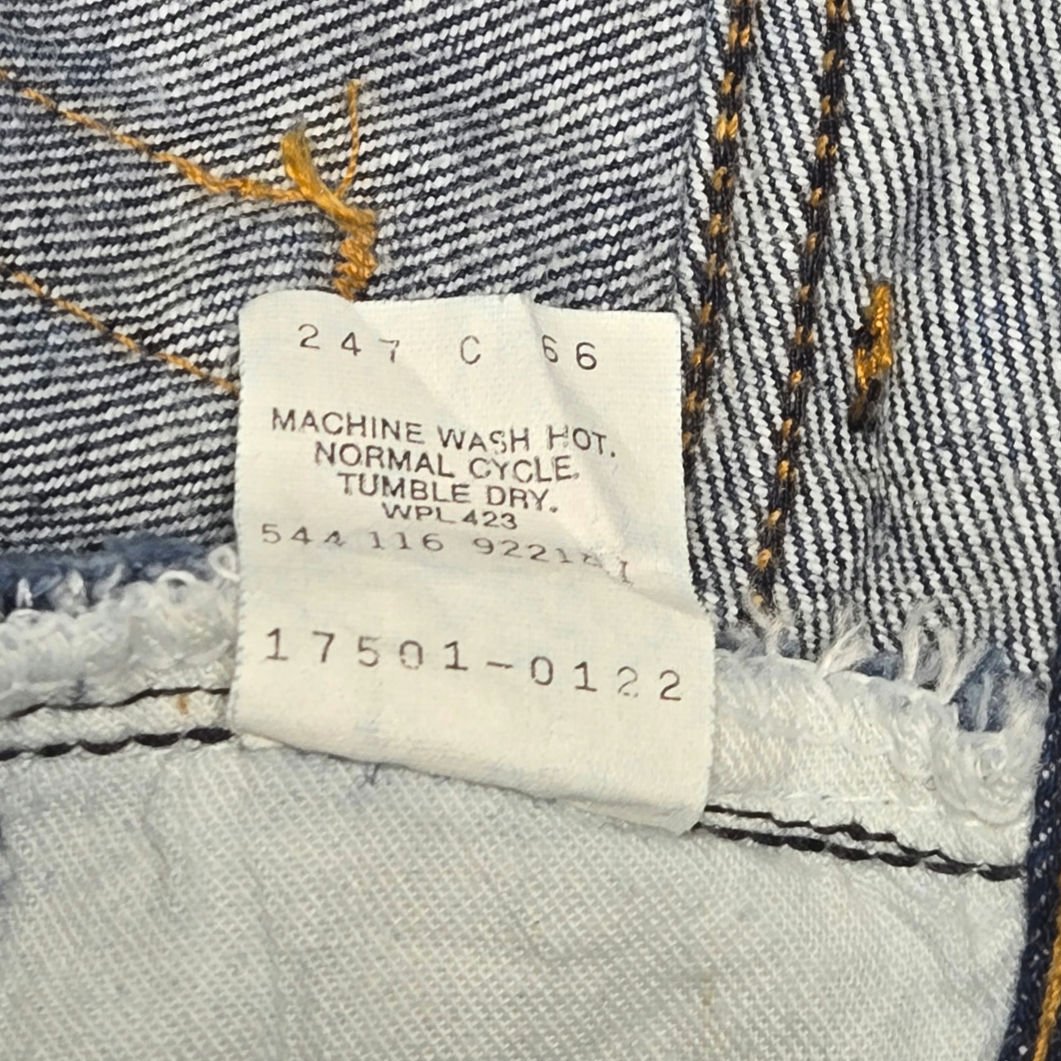 247 C 66
MACHINE WASH HOT.
NORMAL CYCLE.
TUMBLE DRY.
WPL 423
544 116
17501-0122